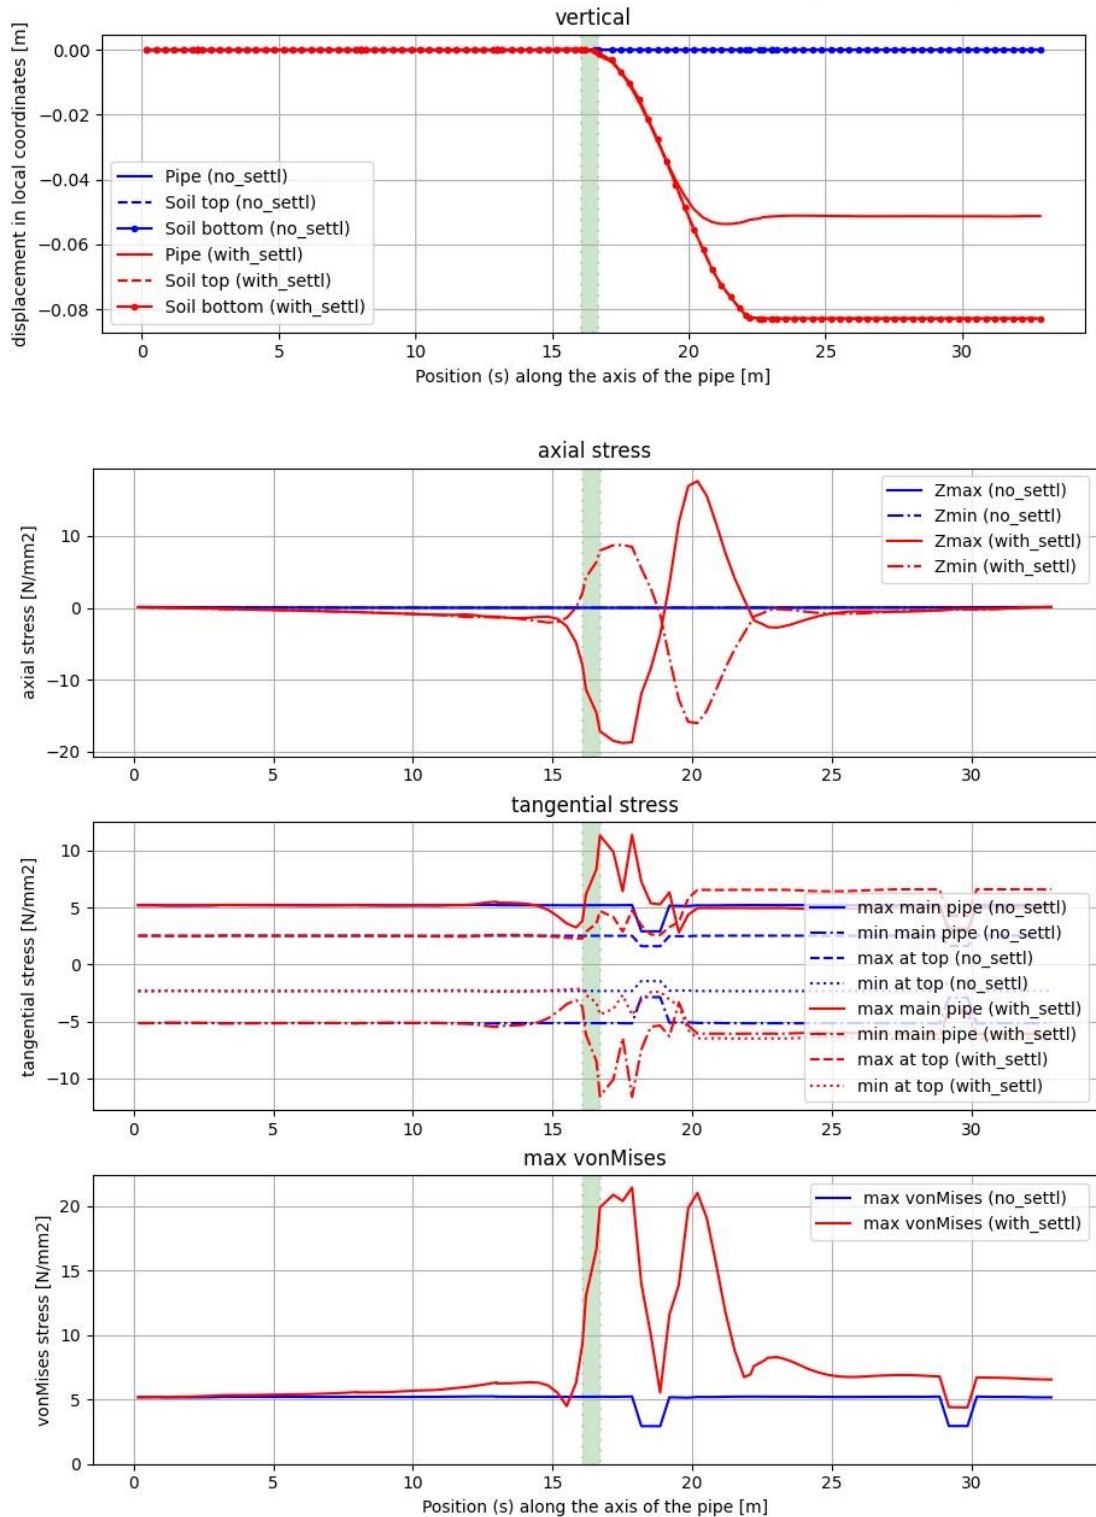 vertical
displacement in local coordinates [m]
0.00
−0.02
−0.04
−0.06
−0.08
Pipe (no_settl)
Soil top (no_settl)
Soil bottom (no_settl)
Pipe (with_settl)
Soil top (with_settl)
Soil bottom (with_settl)
0 5 10 15 20 25 30
Position (s) along the axis of the pipe [m]
axial stress
axial stress [N/mm2]
10
0
−10
−20
Zmax (no_settl)
Zmin (no_settl)
Zmax (with_settl)
Zmin (with_settl)
0 5 10 15 20 25 30
tangential stress
tangential stress [N/mm2]
10
5
0
−5
−10
max main pipe (no_settl)
min main pipe (no_settl)
max at top (no_settl)
min at top (no_settl)
max main pipe (with_settl)
min main pipe (with_settl)
max at top (with_settl)
min at top (with_settl)
0 5 10 15 20 25 30
max vonMises
vonMises stress [N/mm2]
20
15
10
5
0
max vonMises (no_settl)
max vonMises (with_settl)
0 5 10 15 20 25 30
Position (s) along the axis of the pipe [m]